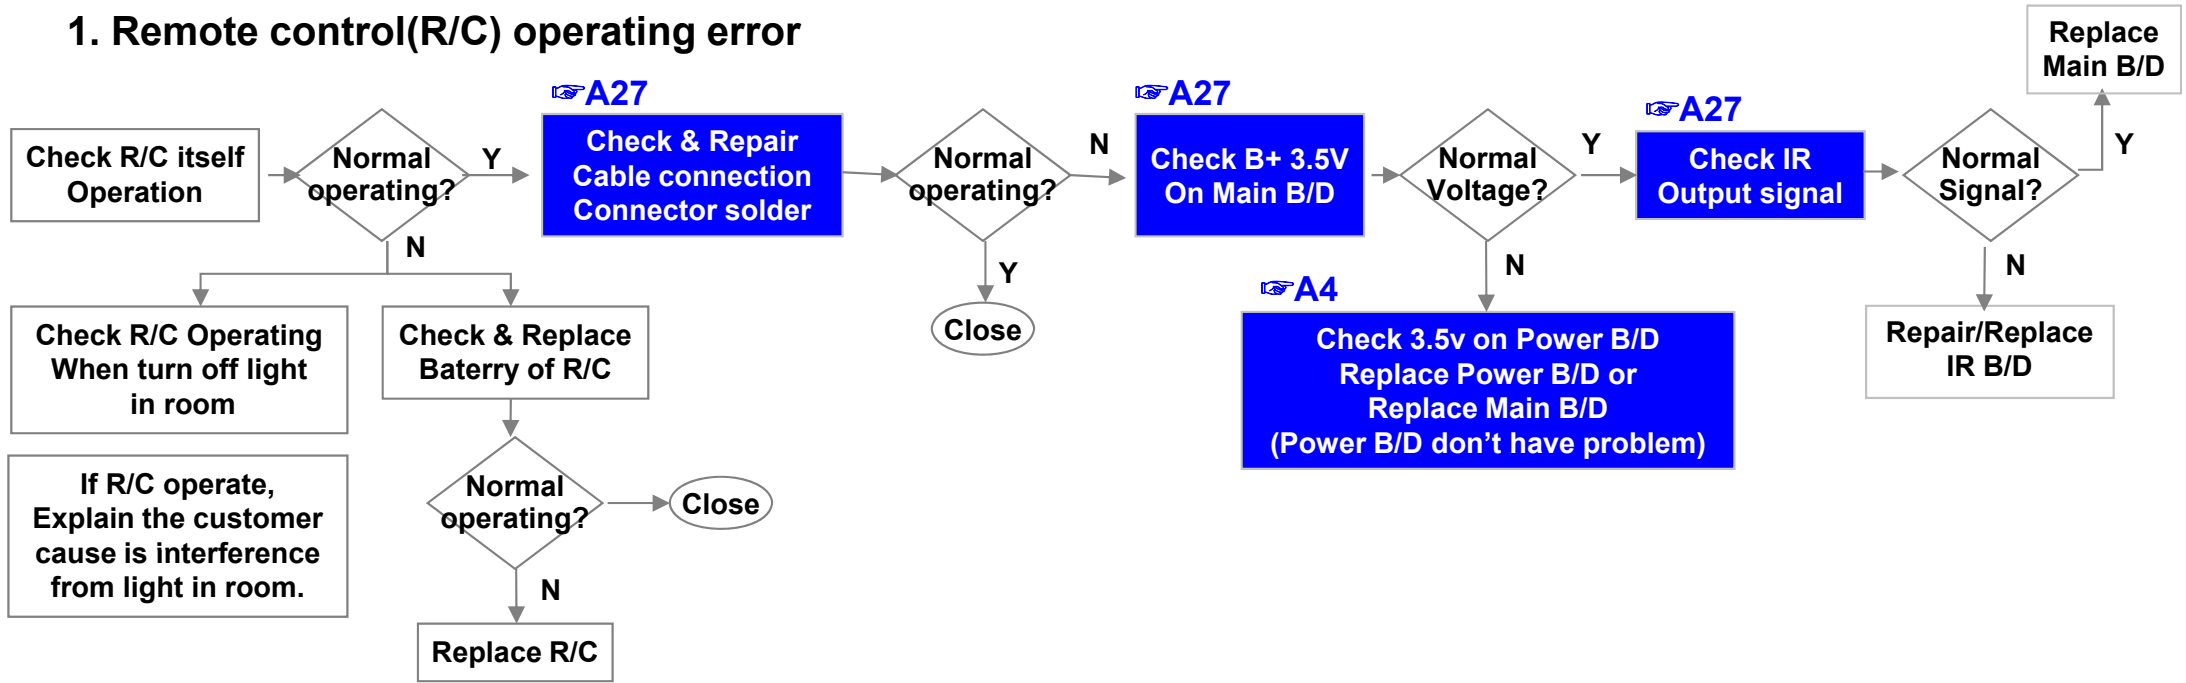 1. Remote control(R/C) operating error
Check R/C itself
Operation
Normal
operating?
Y
N
☞A27
Check & Repair
Cable connection
Connector solder
Normal
operating?
N
Y
Close
☞A27
Check B+ 3.5V
On Main B/D
Normal
Voltage?
Y
N
☞A27
Check IR
Output signal
Normal
Signal?
Y
N
Replace
Main B/D
Repair/Replace
IR B/D
☞A4
Check 3.5v on Power B/D
Replace Power B/D or
Replace Main B/D
(Power B/D don't have problem)
Check R/C Operating
When turn off light
in room
If R/C operate,
Explain the customer
cause is interference
from light in room.
Check & Replace
Baterry of R/C
Normal
operating?
Close
N
Replace R/C